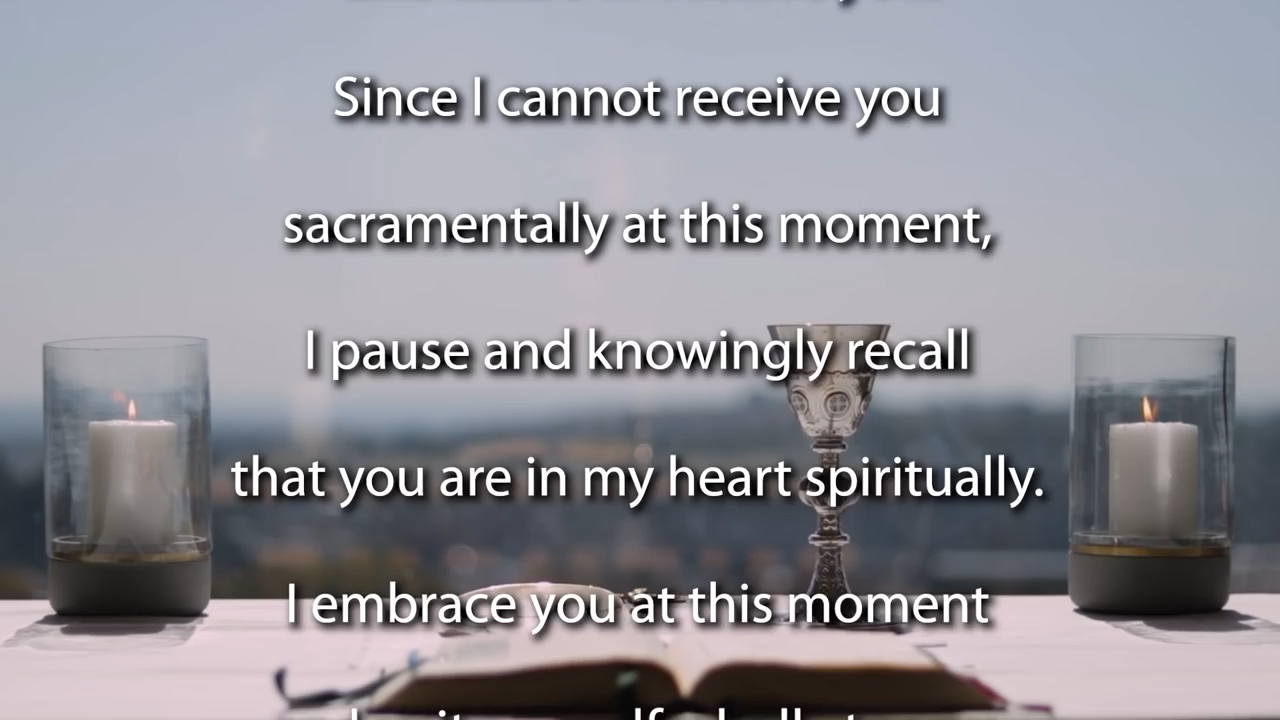 Since I cannot receive you
sacramentally at this moment,
I pause and knowingly recall
that you are in my heart spiritually.
I embrace you at this moment